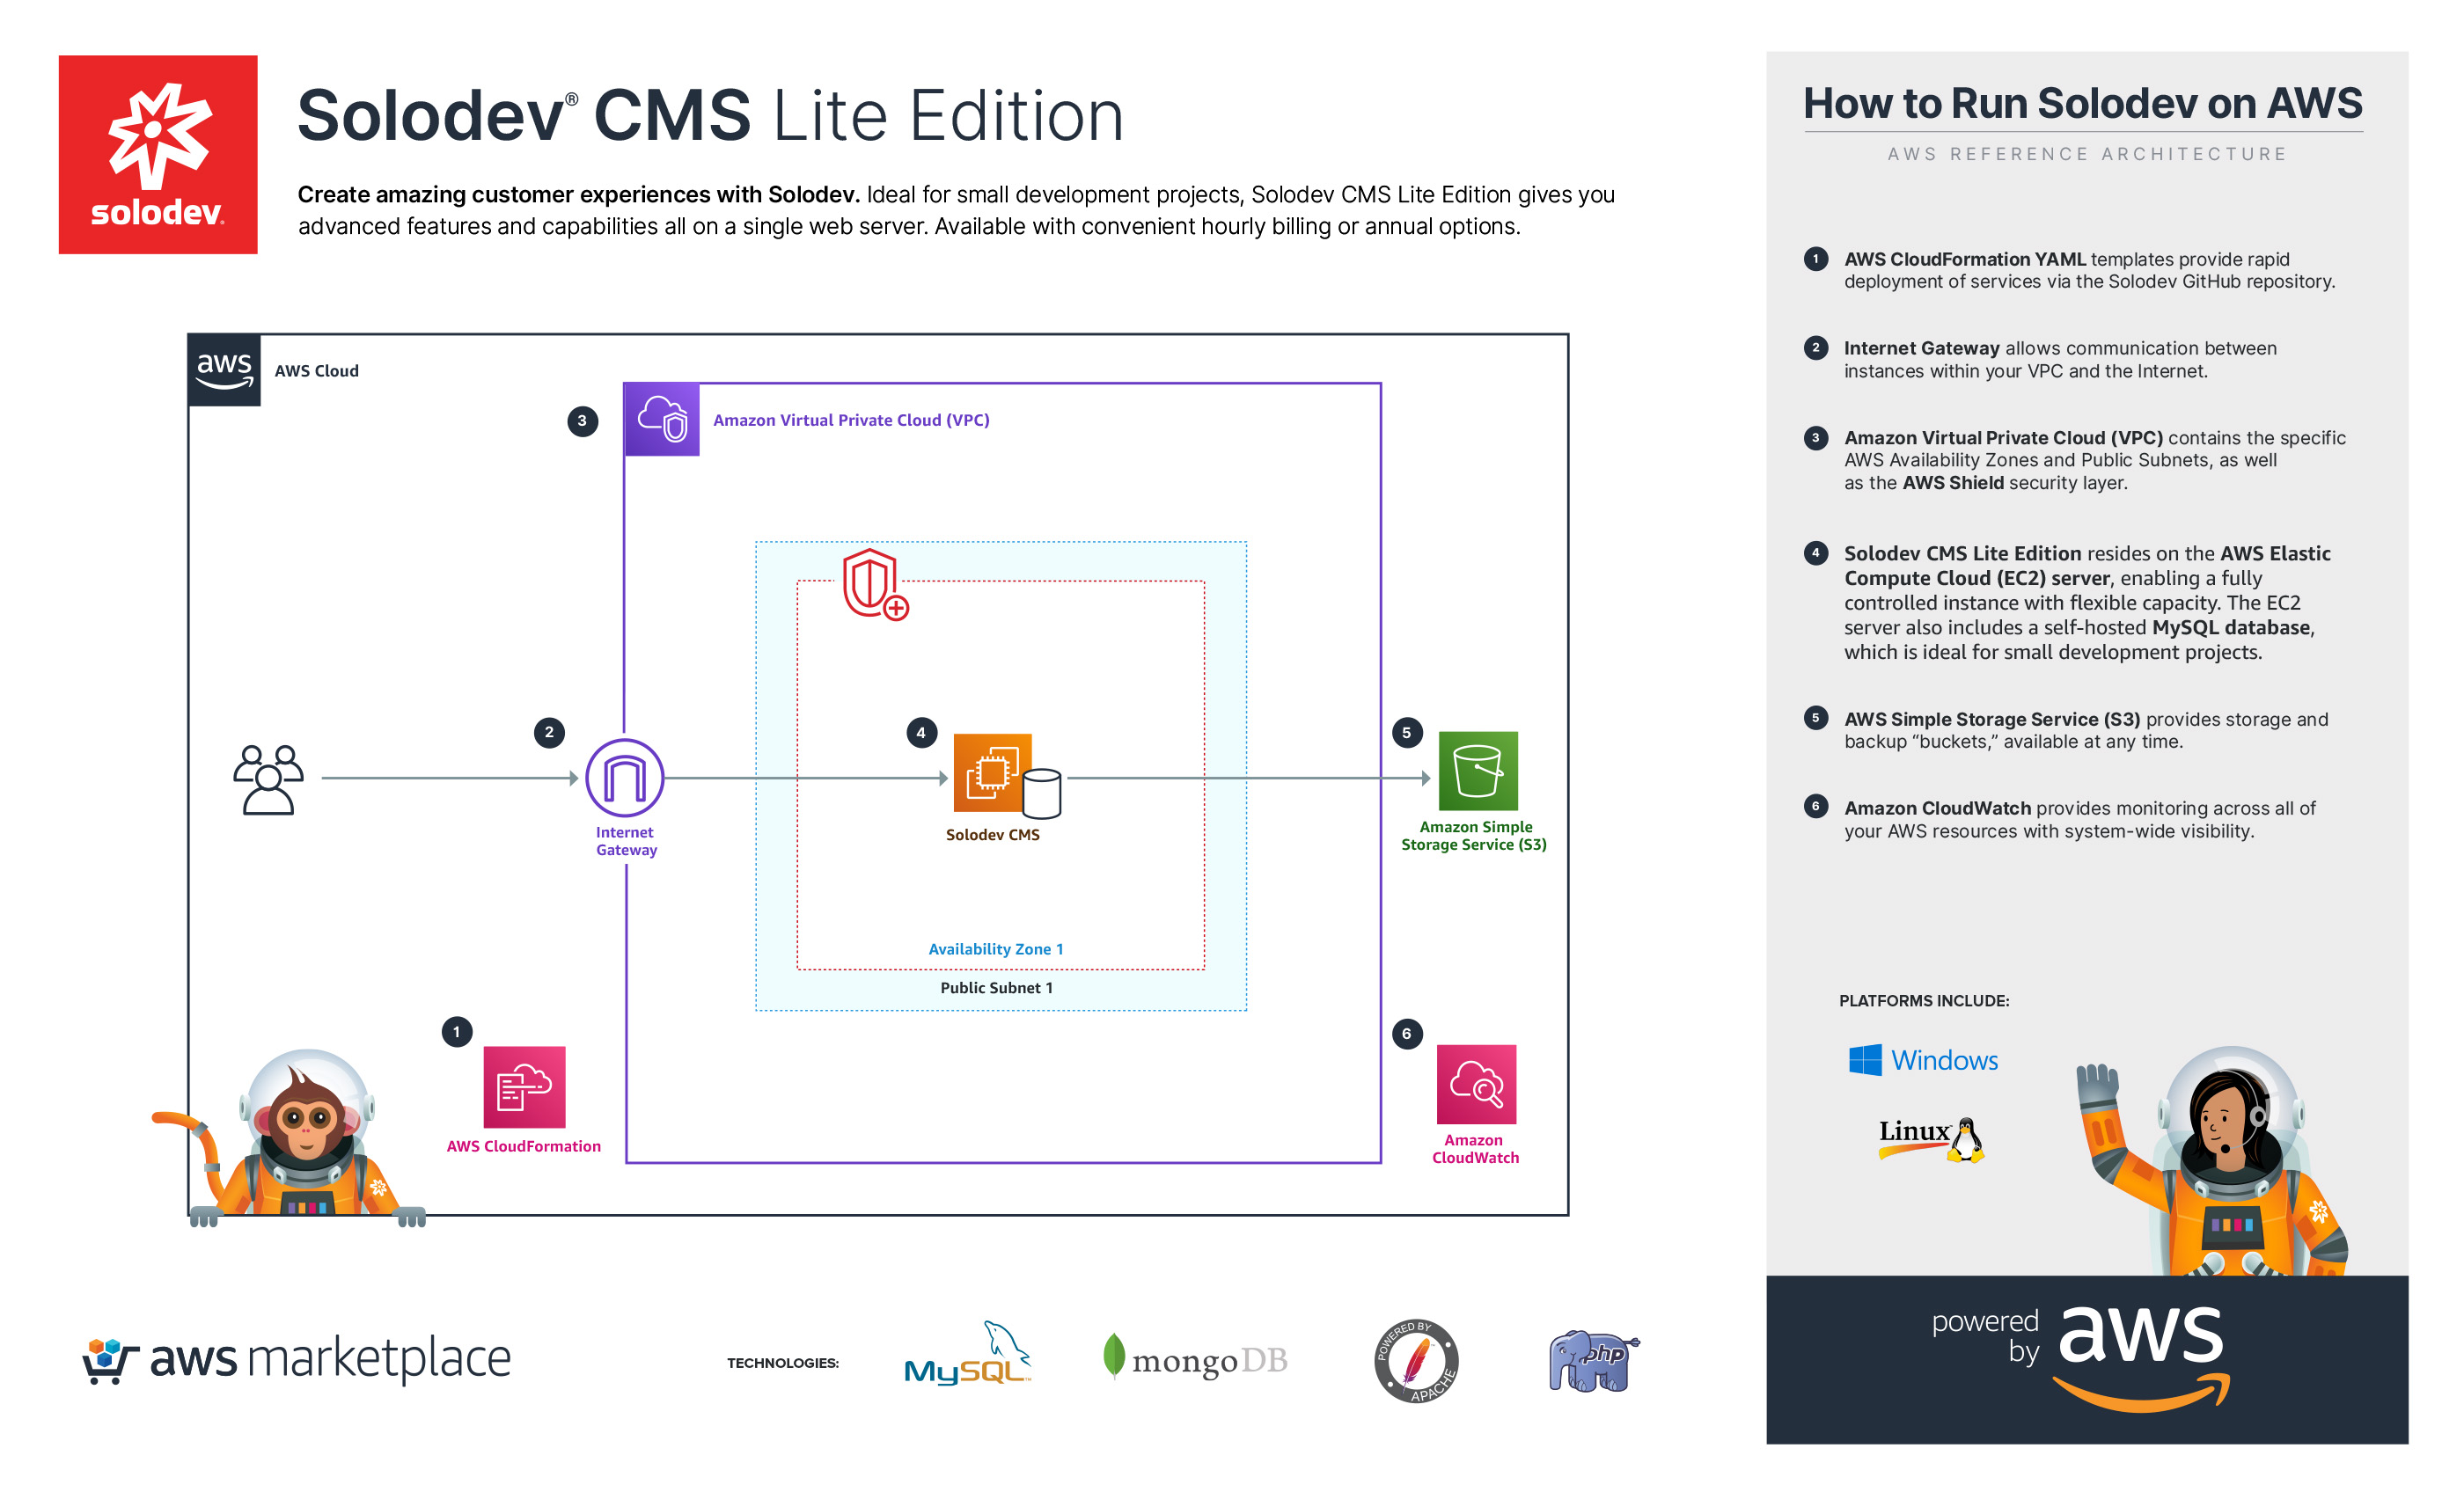 solodev.
Solodev® CMS Lite Edition
Create amazing customer experiences with Solodev. Ideal for small development projects, Solodev CMS Lite Edition gives you
advanced features and capabilities all on a single web server. Available with convenient hourly billing or annual options.
aws
AWS Cloud
3
Amazon Virtual Private Cloud (VPC)
2
Internet
Gateway
4
Solodev CMS
5
Amazon Simple
Storage Service (S3)
Availability Zone 1
Public Subnet 1
1
AWS CloudFormation
6
Amazon
CloudWatch
aws marketplace
TECHNOLOGIES:
MySQL™
mongoDB
POWERED BY
APACHE
php
How to Run Solodev on AWS
AWS REFERENCE ARCHITECTURE
1 AWS CloudFormation YAML templates provide rapid
deployment of services via the Solodev GitHub repository.
2 Internet Gateway allows communication between
instances within your VPC and the Internet.
3 Amazon Virtual Private Cloud (VPC) contains the specific
AWS Availability Zones and Public Subnets, as well
as the AWS Shield security layer.
4 Solodev CMS Lite Edition resides on the AWS Elastic
Compute Cloud (EC2) server, enabling a fully
controlled instance with flexible capacity. The EC2
server also includes a self-hosted MySQL database,
which is ideal for small development projects.
5 AWS Simple Storage Service (S3) provides storage and
backup “buckets,” available at any time.
6 Amazon CloudWatch provides monitoring across all of
your AWS resources with system-wide visibility.
PLATFORMS INCLUDE:
Windows
Linux
powered
by
aws